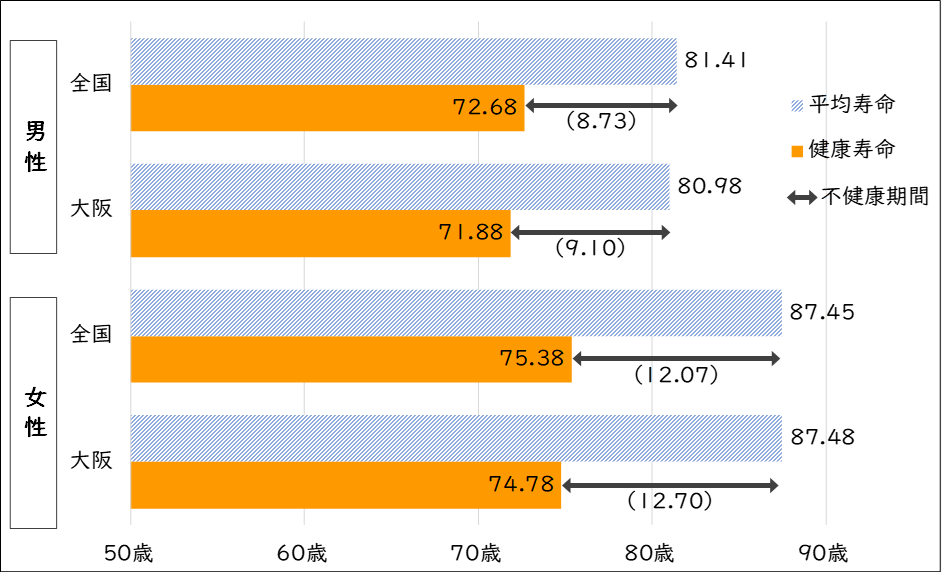 男性
全国
81.41
72.68
(8.73)
大阪
80.98
71.88
(9.10)
女性
全国
87.45
75.38
(12.07)
大阪
87.48
74.78
(12.70)
50歳 60歳 70歳 80歳 90歳
平均寿命
健康寿命
不健康期間